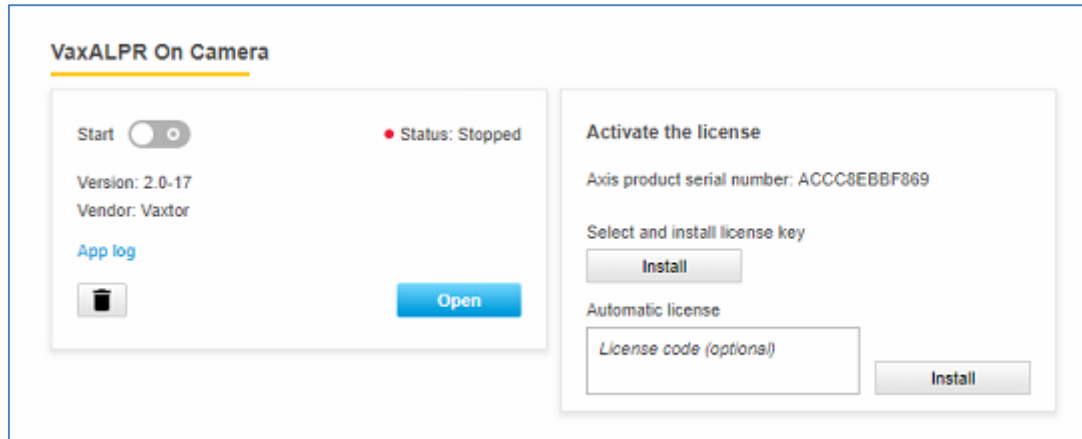 VaxALPR On Camera
Start
Status: Stopped
Version: 2.0-17
Vendor: Vaxtor
App log
Open
Activate the license
Axis product serial number: ACCC8EBBF869
Select and install license key
Install
Automatic license
License code (optional)
Install